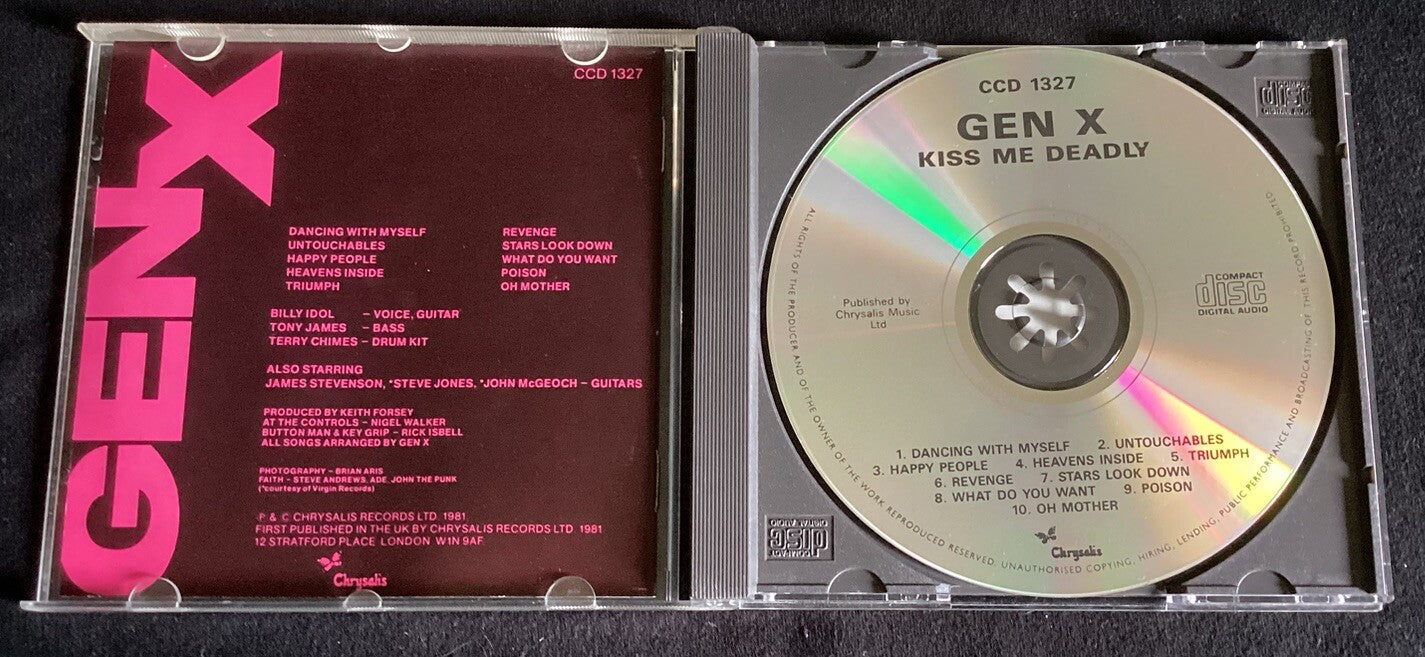 GEN X
CCD 1327
DANCING WITH MYSELF
UNTOUCHABLES
HAPPY PEOPLE
HEAVENS INSIDE
TRIUMPH
REVENGE
STARS LOOK DOWN
WHAT DO YOU WANT
POISON
OH MOTHER
BILLY IDOL – VOICE, GUITAR
TONY JAMES – BASS
TERRY CHIMES – DRUM KIT
ALSO STARRING
JAMES STEVENSON, *STEVE JONES, *JOHN McGEOCH – GUITARS
PRODUCED BY KEITH FORSEY
AT THE CONTROLS – NIGEL WALKER
BUTTON MAN & KEY GRIP – RICK ISBELL
ALL SONGS ARRANGED BY GEN X
PHOTOGRAPHY – BRIAN ARIS
FAITH – STEVE ANDREWS, ADE, JOHN THE PUNK
(*courtesy of Virgin Records)
℗ & © CHRYSALIS RECORDS LTD. 1981
FIRST PUBLISHED IN THE UK BY CHRYSALIS RECORDS LTD 1981
12 STRATFORD PLACE LONDON W1N 9AF
Chrysalis
CCD 1327
GEN X
KISS ME DEADLY
Published by
Chrysalis Music
Ltd
COMPACT
disc
DIGITAL AUDIO
1. DANCING WITH MYSELF 2. UNTOUCHABLES
3. HAPPY PEOPLE 4. HEAVENS INSIDE 5. TRIUMPH
6. REVENGE 7. STARS LOOK DOWN
8. WHAT DO YOU WANT 9. POISON
10. OH MOTHER
Chrysalis
ALL RIGHTS OF THE PRODUCER AND OF THE OWNER OF THE WORK REPRODUCED RESERVED. UNAUTHORISED COPYING, HIRING, LENDING, PUBLIC PERFORMANCE AND BROADCASTING OF THIS RECORD PROHIBITED
COMPACT
disc
DIGITAL AUDIO
COMPACT
disc
DIGITAL AUDIO